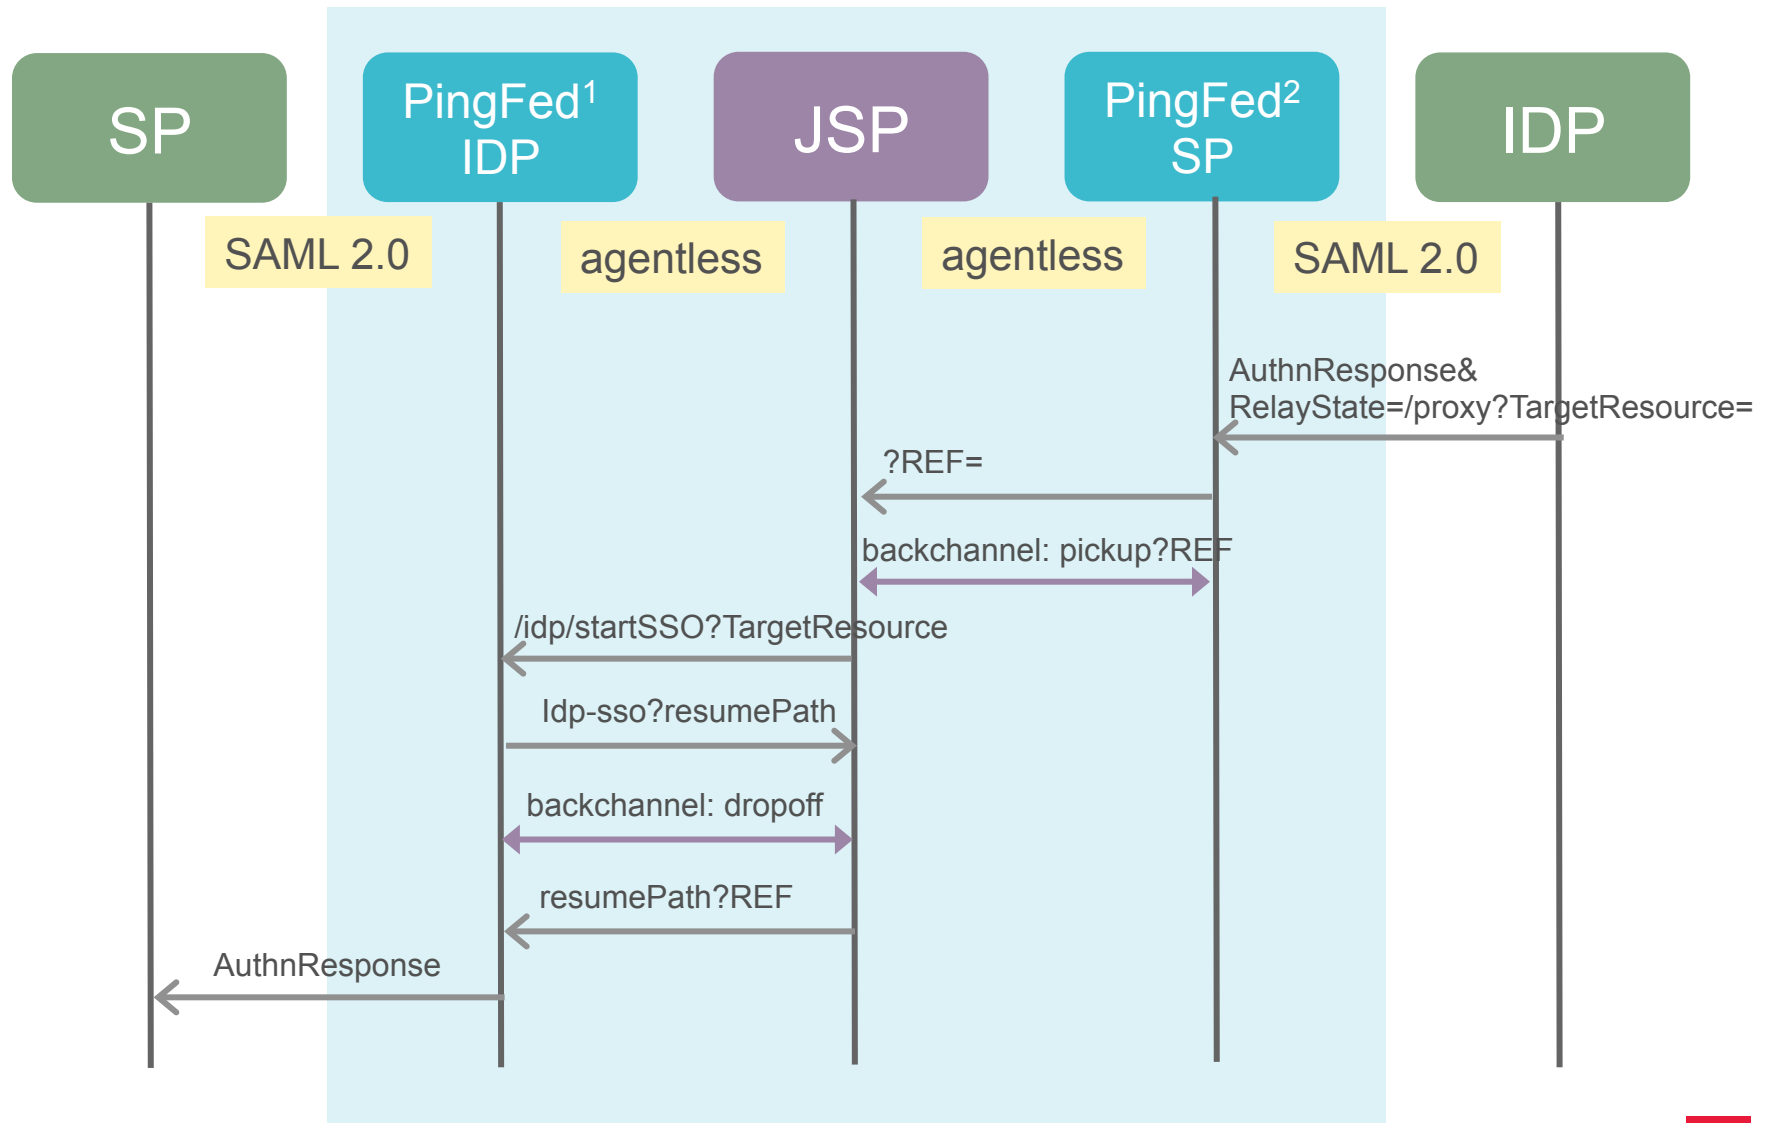 SP
PingFed1
IDP
JSP
PingFed2
SP
IDP
SAML 2.0
agentless
agentless
SAML 2.0
AuthnResponse&
RelayState=/proxy?TargetResource=
?REF=
backchannel: pickup?REF
/idp/startSSO?TargetResource
Idp-sso?resumePath
backchannel: dropoff
resumePath?REF
AuthnResponse